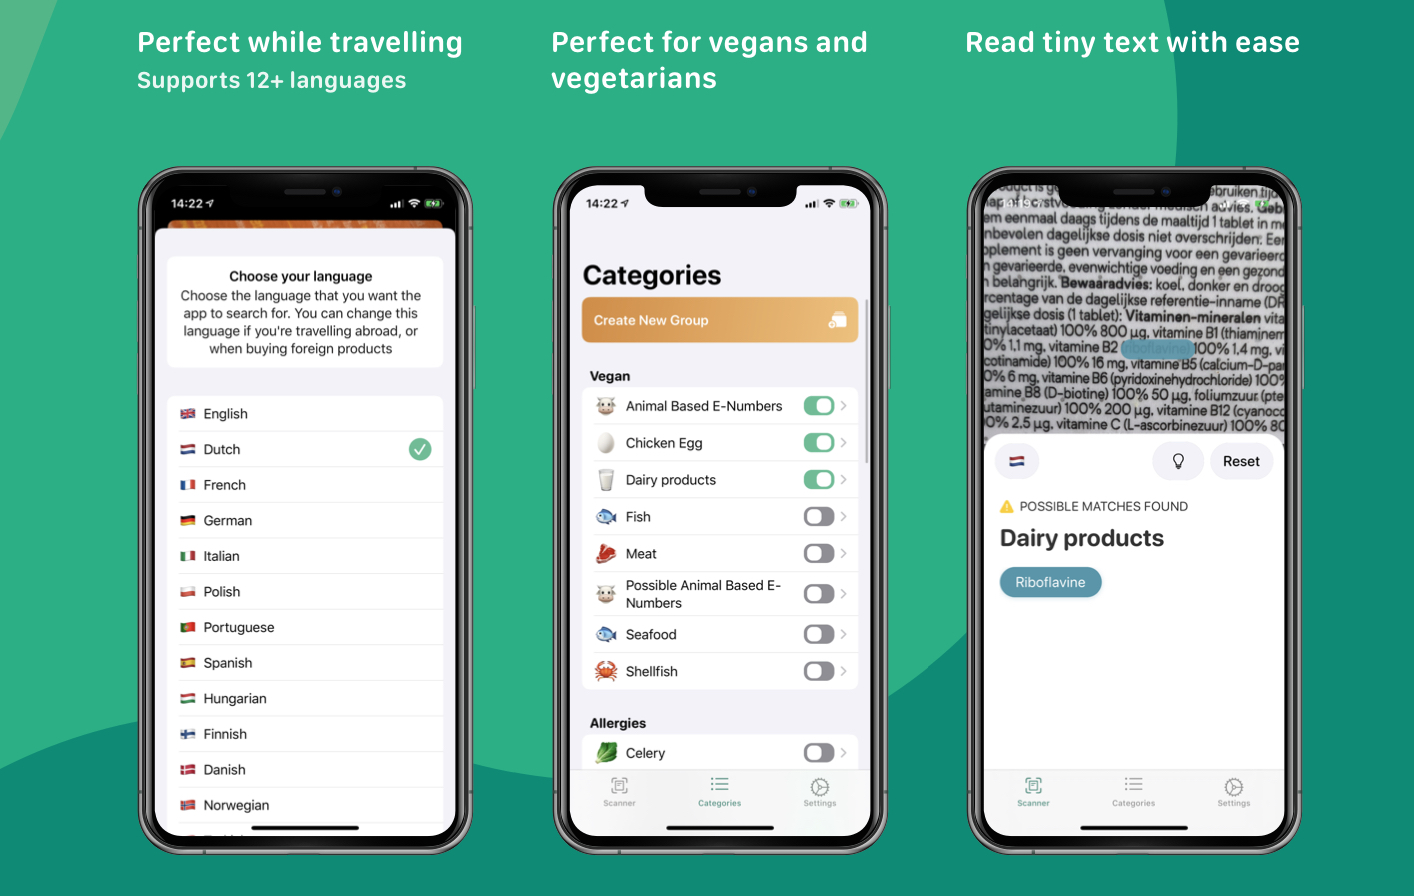 Perfect while travelling
Supports 12+ languages
14:22
Choose your language
Choose the language that you want the
app to search for. You can change this
language if you're travelling abroad, or
when buying foreign products
English
Dutch
French
German
Italian
Polish
Portuguese
Spanish
Hungarian
Finnish
Danish
Norwegian
Perfect for vegans and
vegetarians
14:22
Categories
Create New Group
Vegan
Animal Based E-Numbers
Chicken Egg
Dairy products
Fish
Meat
Possible Animal Based E-
Numbers
Seafood
Shellfish
Allergies
Celery
Scanner
Categories
Settings
Read tiny text with ease
em eenmaal daags tijdens de maaltijd 1 tablet in me
nbevolen dagelijkse dosis niet overschrijden. Een
pplement is geen vervanging voor een gevarieerd
n gevarieerde, evenwichtige voeding en een gezond
n belangrijk. Bewaaradvies: koel, donker en droog
rcentage van de dagelijkse referentie-inname (DR
gelijkse dosis (1 tablet): Vitaminen-mineralen vita
tinylacetaat) 100% 800 µg, vitamine B1 (thiaminem
0% 1,1 mg, vitamine B2 (riboflavine) 100% 1,4 mg, vi
cotinamide) 100% 16 mg, vitamine B5 (calcium-D-pa
0% 6 mg, vitamine B6 (pyridoxinehydrochloride) 100%
amine B8 (D-biotine) 100% 50 µg, foliumzuur (pte
utaminezuur) 100% 200 µg, vitamine B12 (cyanoco
0% 2.5 µg, vitamine C (L-ascorbinezuur) 100% 80
Reset
POSSIBLE MATCHES FOUND
Dairy products
Riboflavine
Scanner
Categories
Settings